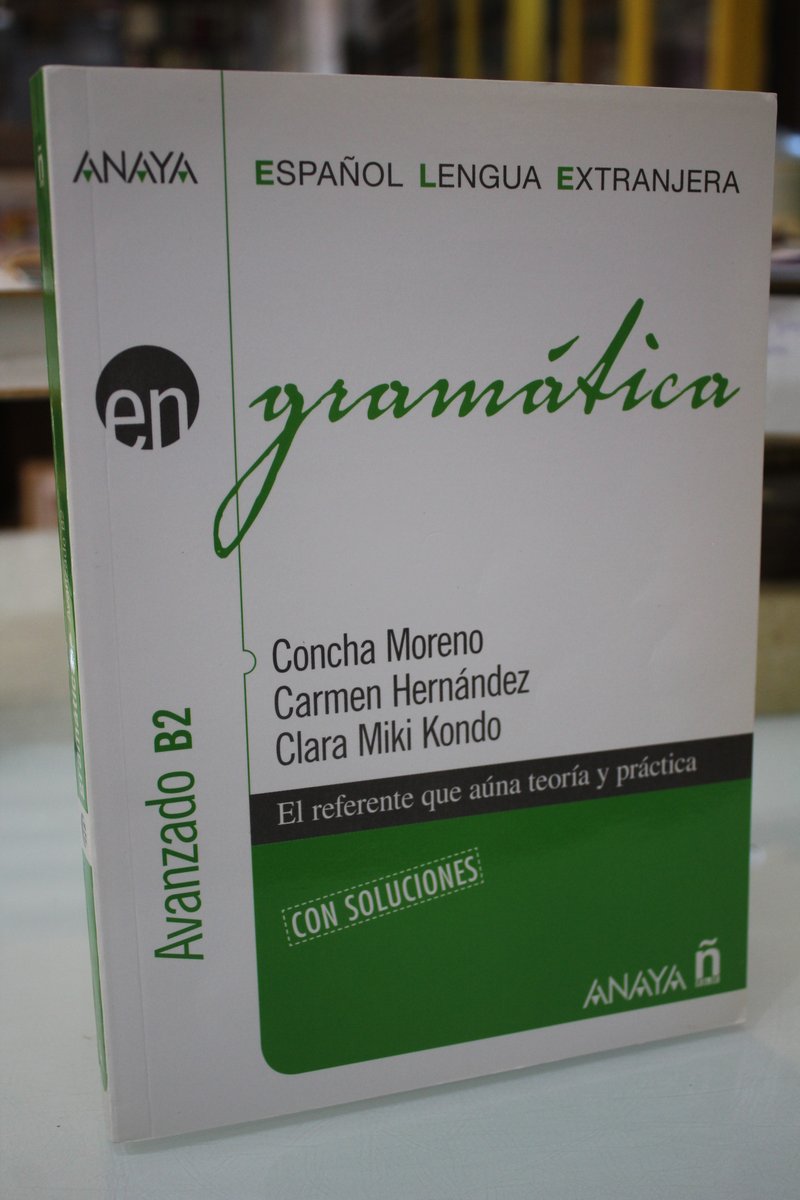 ANAYA
ESPAÑOL LENGUA EXTRANJERA
en
gramática
Concha Moreno
Carmen Hernández
Clara Miki Kondo
Avanzado B2
El referente que aúna teoría y práctica
CON SOLUCIONES
ANAYA ñ